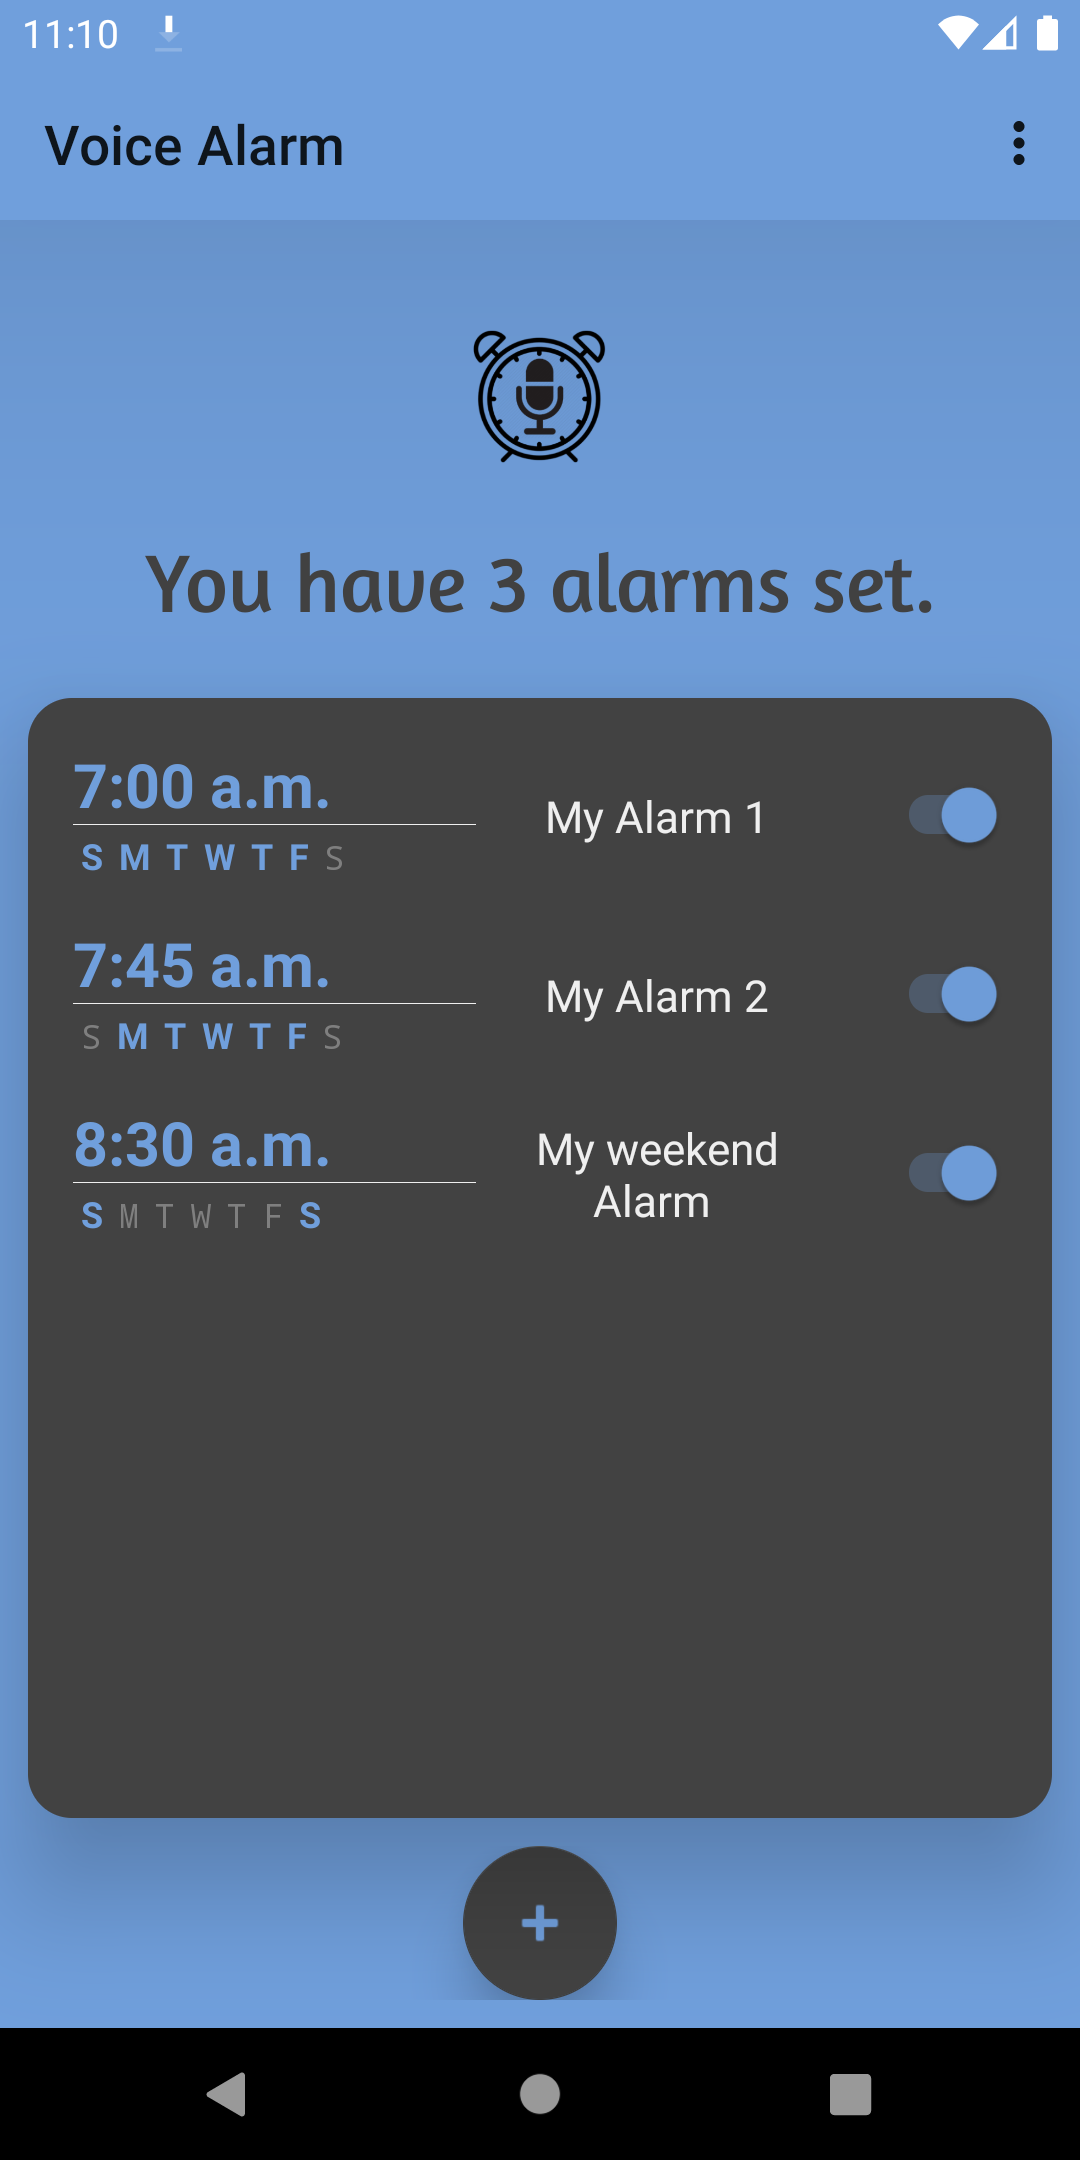 11:10
Voice Alarm
You have 3 alarms set.
7:00 a.m.
S M T W T F S
My Alarm 1
7:45 a.m.
S M T W T F S
My Alarm 2
8:30 a.m.
S M T W T F S
My weekend
Alarm